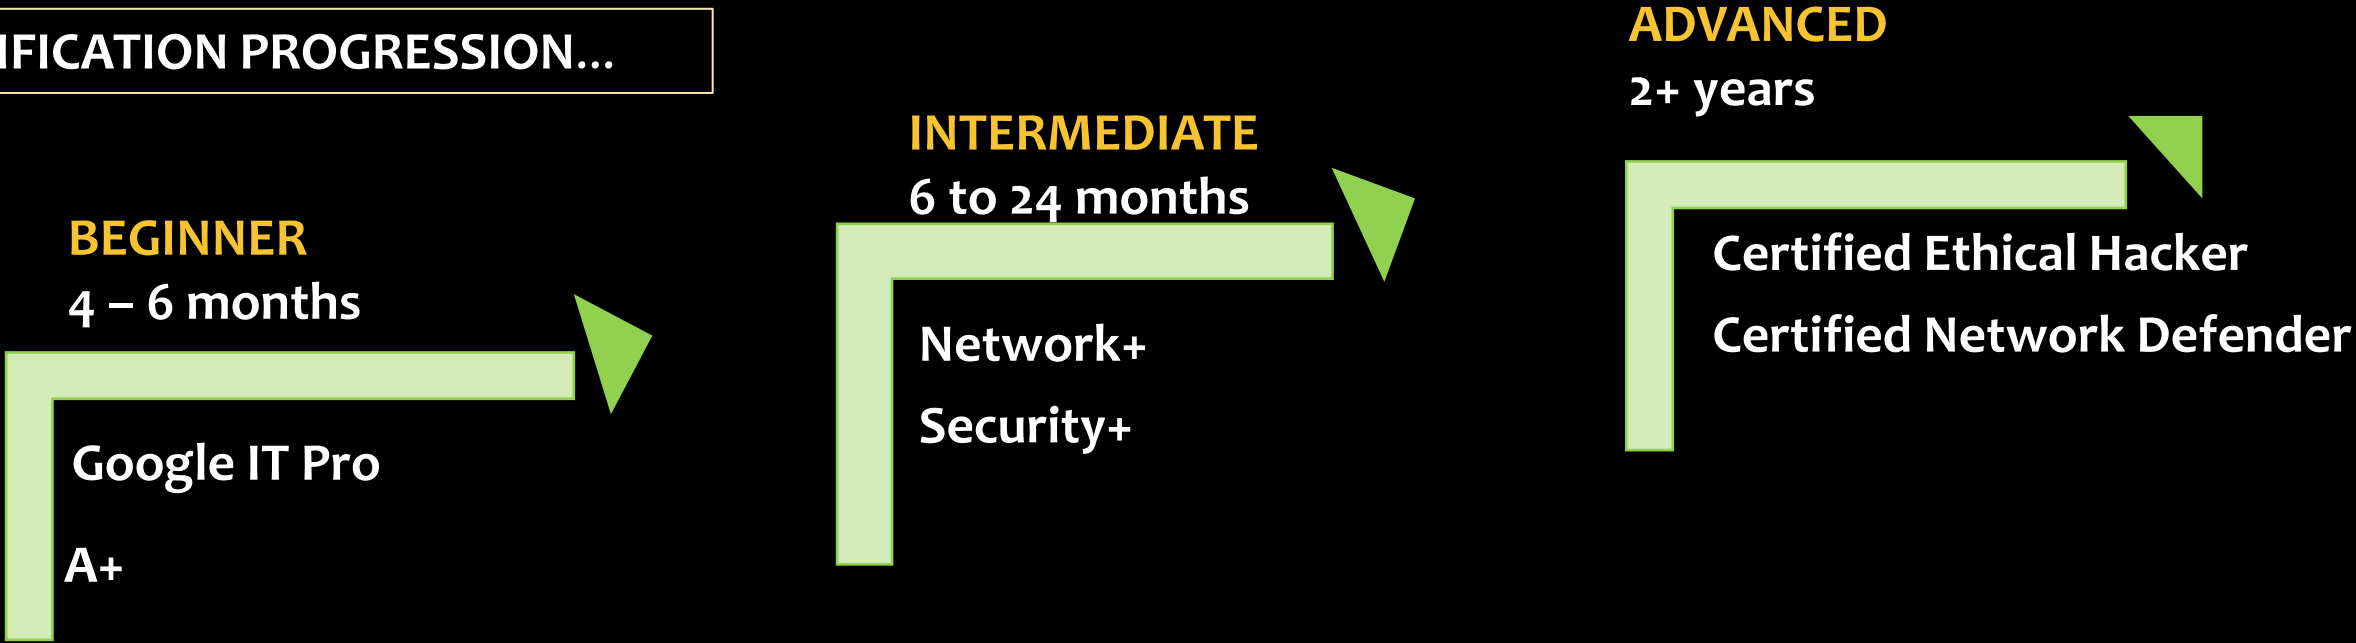 IFICATION PROGRESSION...
BEGINNER
4 – 6 months
Google IT Pro
A+
INTERMEDIATE
6 to 24 months
Network+
Security+
ADVANCED
2+ years
Certified Ethical Hacker
Certified Network Defender